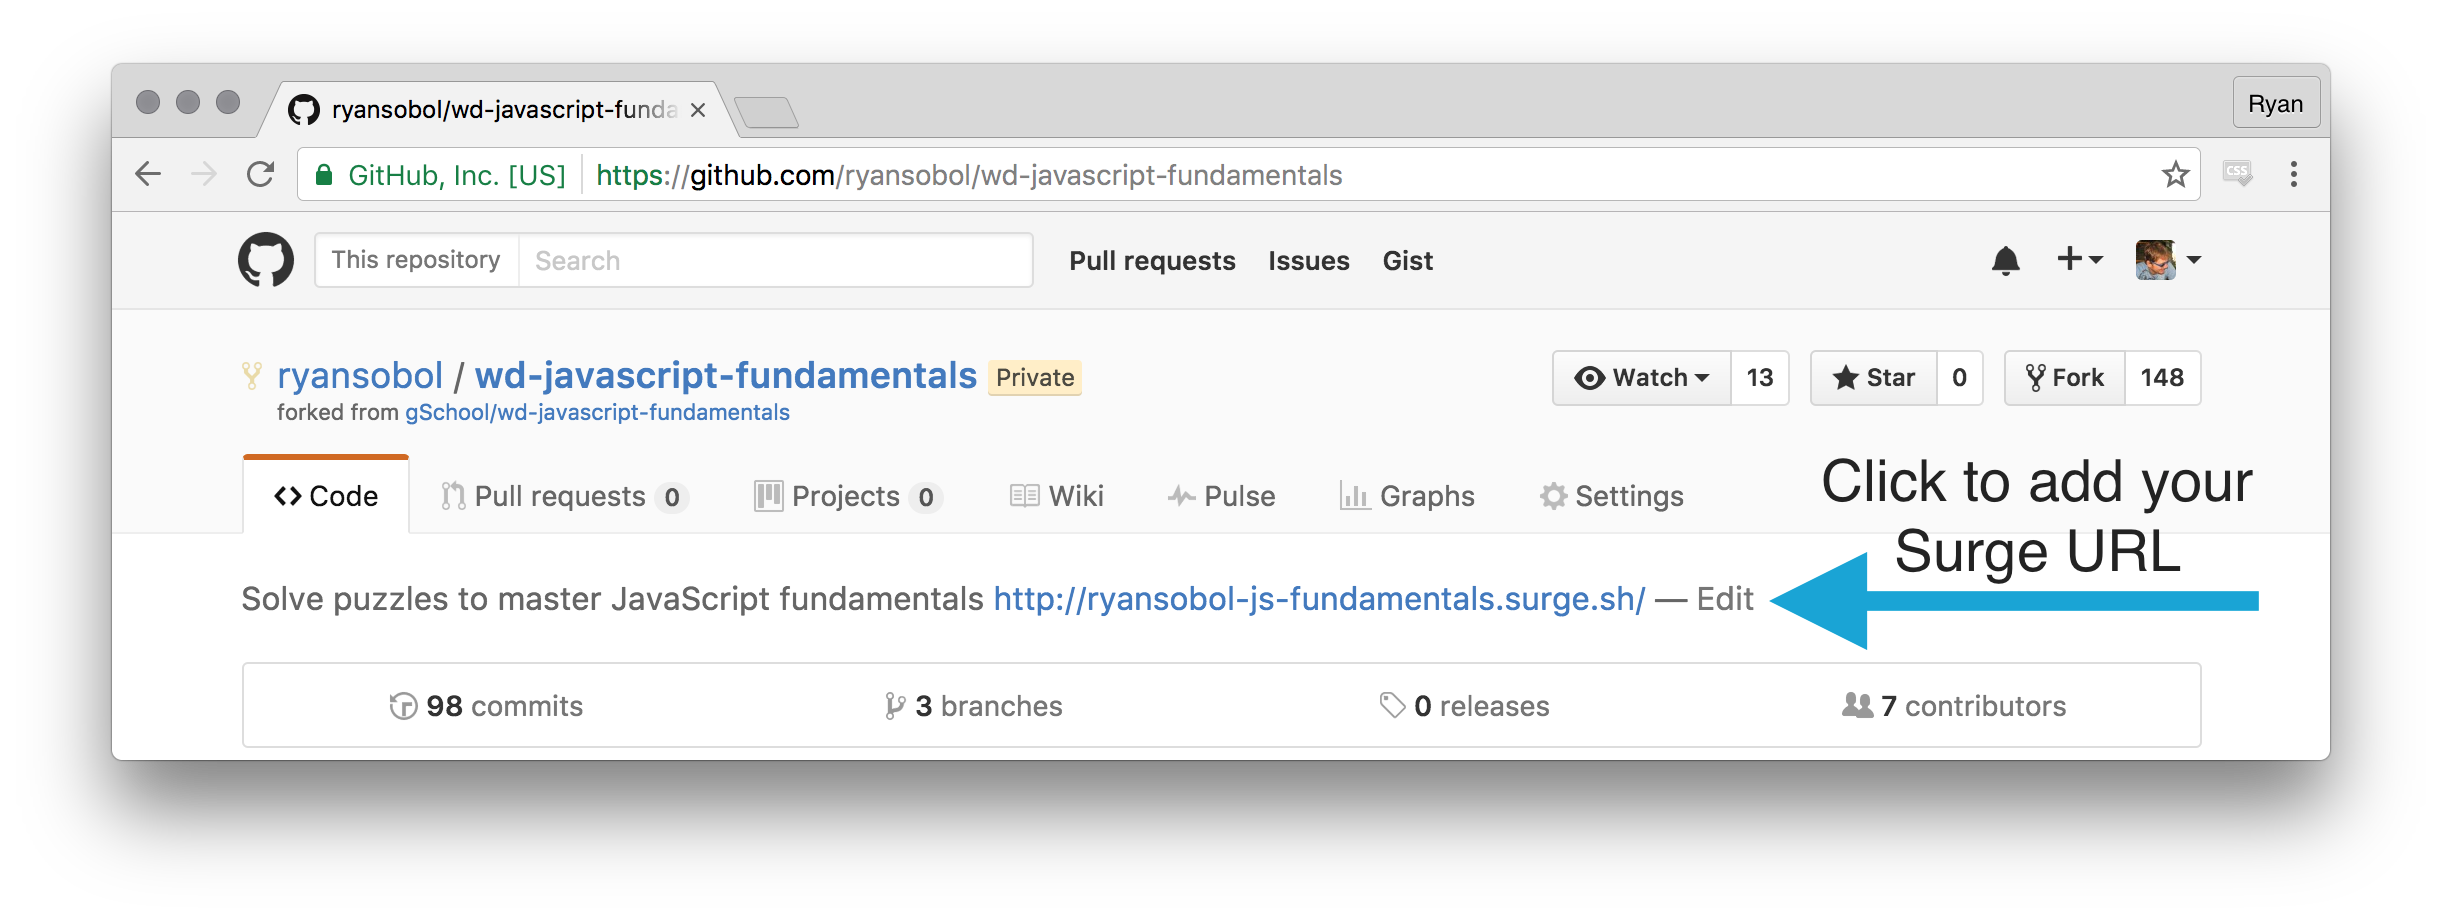 ryansobol/wd-javascript-funda
Ryan
GitHub, Inc. [US] https://github.com/ryansobol/wd-javascript-fundamentals
CSS
This repository Search Pull requests Issues Gist
ryansobol / wd-javascript-fundamentals Private Watch 13 Star 0 Fork 148
forked from gSchool/wd-javascript-fundamentals
Code Pull requests 0 Projects 0 Wiki Pulse Graphs Settings
Click to add your
Surge URL
Solve puzzles to master JavaScript fundamentals http://ryansobol-js-fundamentals.surge.sh/ — Edit
98 commits 3 branches 0 releases 7 contributors